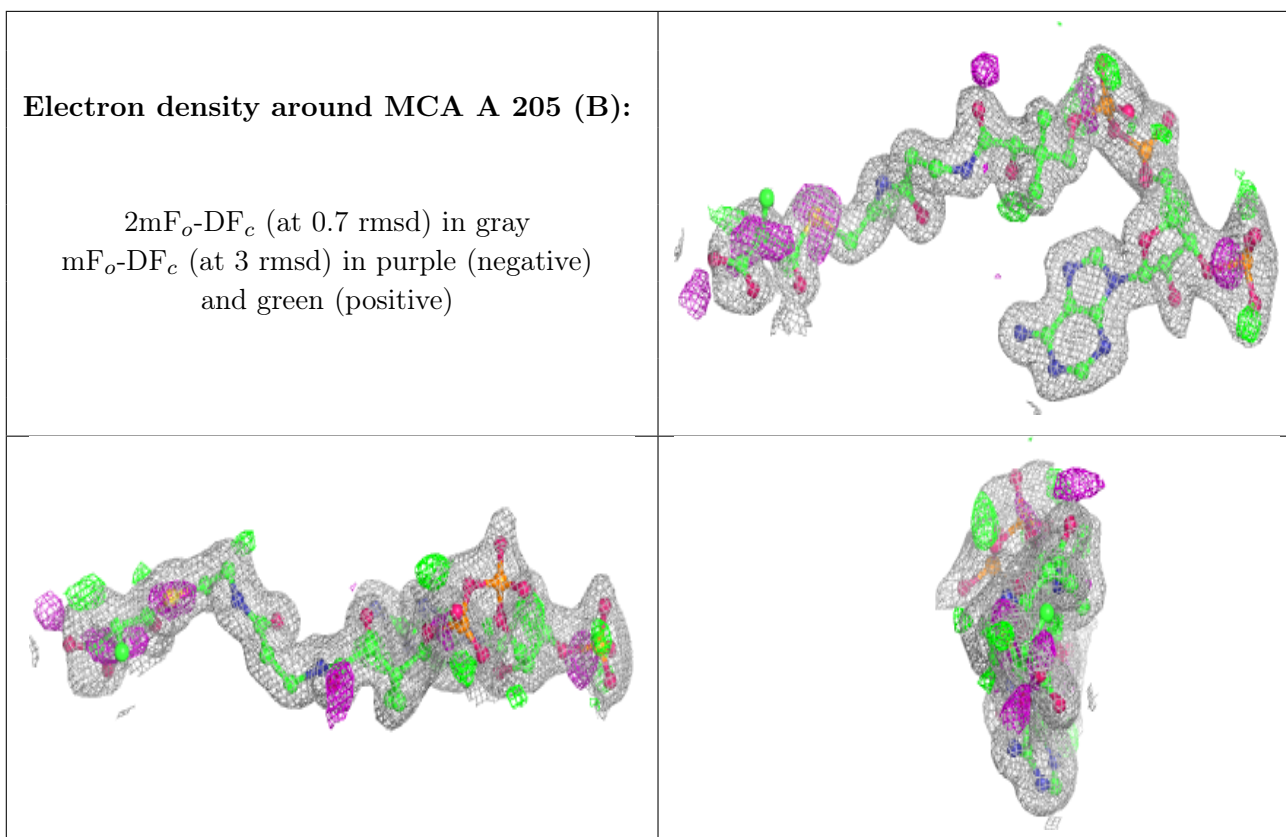 Electron density around MCA A 205 (B):
2mFo-DFc (at 0.7 rmsd) in gray
mFo-DFc (at 3 rmsd) in purple (negative)
and green (positive)